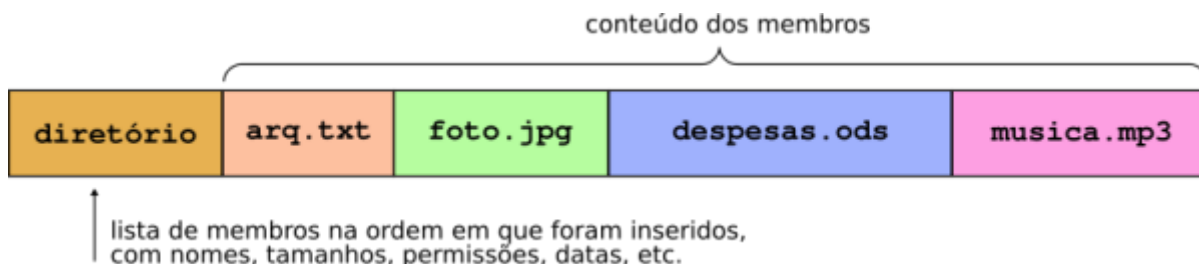 conteúdo dos membros
diretório arq.txt foto.jpg despesas.ods musica.mp3
lista de membros na ordem em que foram inseridos,
com nomes, tamanhos, permissões, datas, etc.